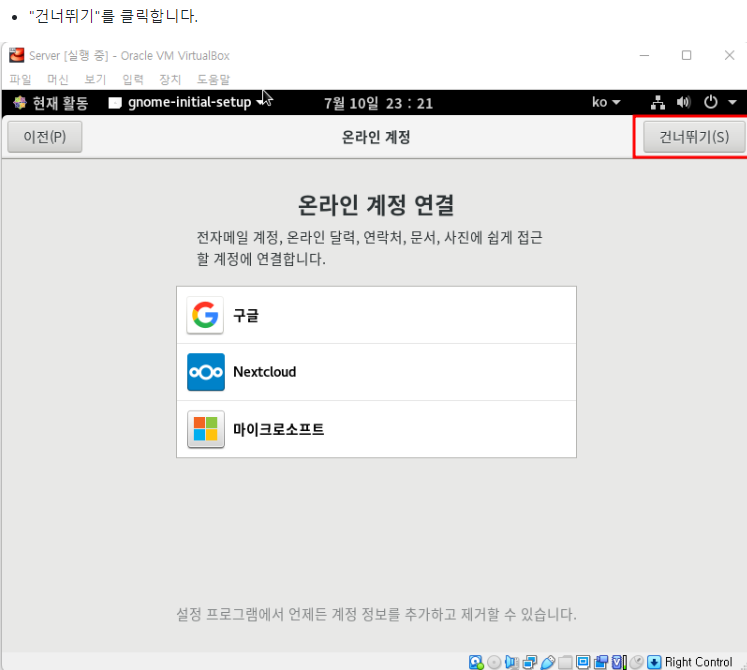 • "건너뛰기"를 클릭합니다.
Server [실행 중] - Oracle VM VirtualBox
파일 머신 보기 입력 장치 도움말
현재 활동 gnome-initial-setup 7월 10일 23 : 21 ko
이전(P) 온라인 계정 건너뛰기(S)
온라인 계정 연결
전자메일 계정, 온라인 달력, 연락처, 문서, 사진에 쉽게 접근
할 계정에 연결합니다.
구글
Nextcloud
마이크로소프트
설정 프로그램에서 언제든 계정 정보를 추가하고 제거할 수 있습니다.
Right Control